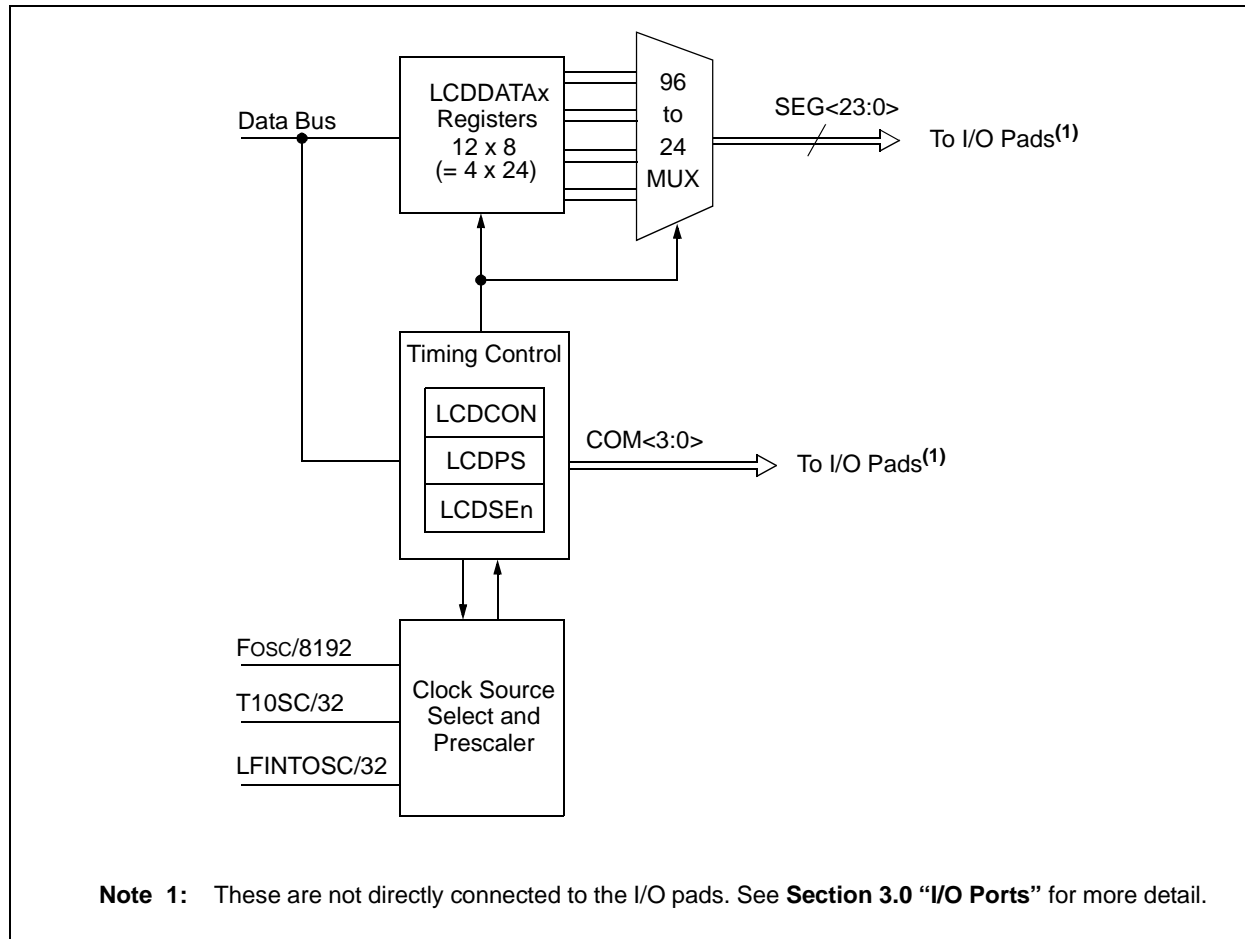 Data Bus
LCDDATAx
Registers
12 x 8
(= 4 x 24)
96
to
24
MUX
SEG<23:0>
To I/O Pads(1)
Timing Control
LCDCON
LCDPS
LCDSEn
COM<3:0>
To I/O Pads(1)
FOSC/8192
T10SC/32
LFINTOSC/32
Clock Source
Select and
Prescaler
Note 1: These are not directly connected to the I/O pads. See Section 3.0 “I/O Ports” for more detail.